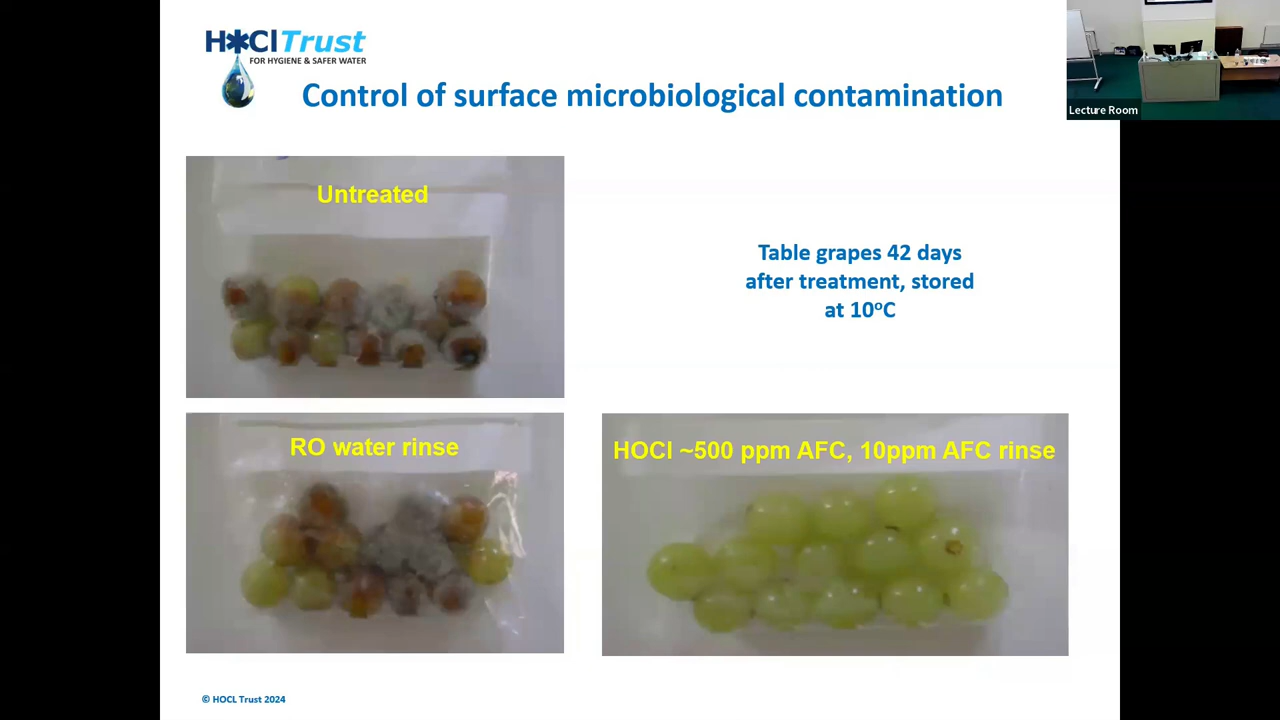 H*Cl Trust
FOR HYGIENE & SAFER WATER
Control of surface microbiological contamination
Lecture Room
Untreated
Table grapes 42 days
after treatment, stored
at 10°C
RO water rinse
HOCl ~500 ppm AFC, 10ppm AFC rinse
© HOCL Trust 2024